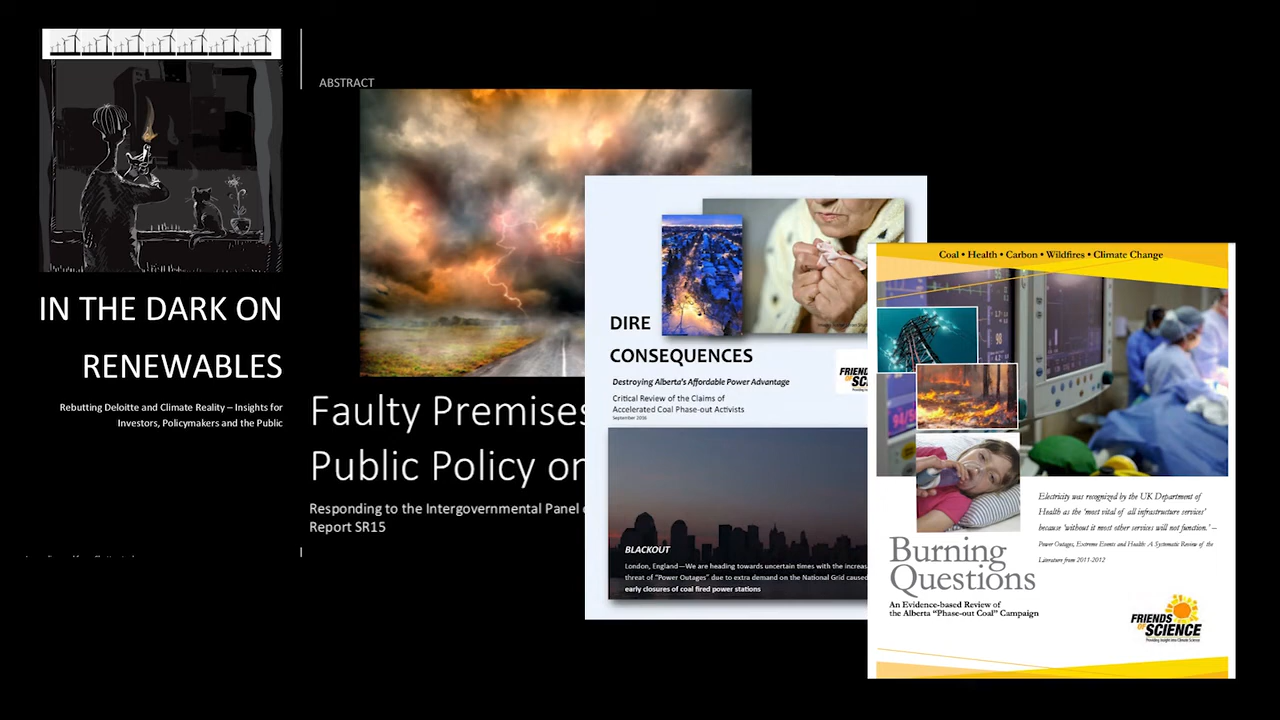 IN THE DARK ON
RENEWABLES
Rebutting Deloitte and Climate Reality – Insights for
Investors, Policymakers and the Public
ABSTRACT
Faulty Premises
Public Policy on
Responding to the Intergovernmental Panel
Report SR15
DIRE
CONSEQUENCES
Destroying Alberta's Affordable Power Advantage
Critical Review of the Claims of
Accelerated Coal Phase-out Activists
September 2016
FRIENDS
OF
BLACKOUT
London, England—We are heading towards uncertain times with the
threat of "Power Outages" due to extra demand on the National Grid caused
early closures of coal fired power stations
Coal • Health • Carbon • Wildfires • Climate Change
Electricity was recognized by the UK Department of
Health as the 'most vital of all infrastructure services'
because 'without it most other services will not function.' –
Power Outages, Extreme Events and Health: A Systematic Review of the
Literature from 2011-2012
Burning
Questions
An Evidence-based Review of
the Alberta "Phase-out Coal" Campaign
FRIENDS
OF SCIENCE
Providing Insight into Climate Science